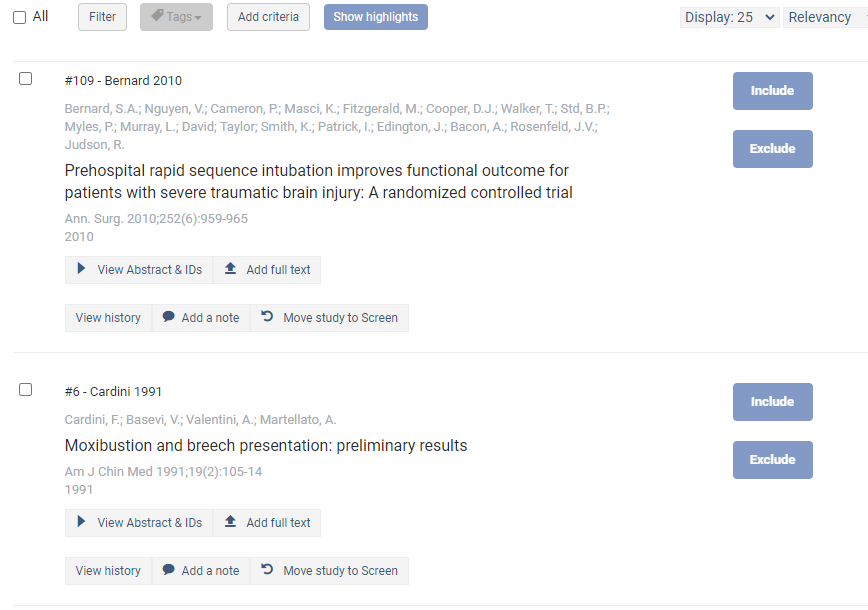 All Filter Tags Add criteria Show highlights Display: 25 Relevancy
#109 - Bernard 2010
Include
Bernard, S.A.; Nguyen, V.; Cameron, P.; Masci, K.; Fitzgerald, M.; Cooper, D.J.; Walker, T.; Std, B.P.;
Myles, P.; Murray, L.; David; Taylor; Smith, K.; Patrick, I.; Edington, J.; Bacon, A.; Rosenfeld, J.V.;
Judson, R.
Exclude
Prehospital rapid sequence intubation improves functional outcome for
patients with severe traumatic brain injury: A randomized controlled trial
Ann. Surg. 2010;252(6):959-965
2010
View Abstract & IDs Add full text
View history Add a note Move study to Screen
#6 - Cardini 1991
Include
Cardini, F.; Basevi, V.; Valentini, A.; Martellato, A.
Moxibustion and breech presentation: preliminary results
Exclude
Am J Chin Med 1991;19(2):105-14
1991
View Abstract & IDs Add full text
View history Add a note Move study to Screen